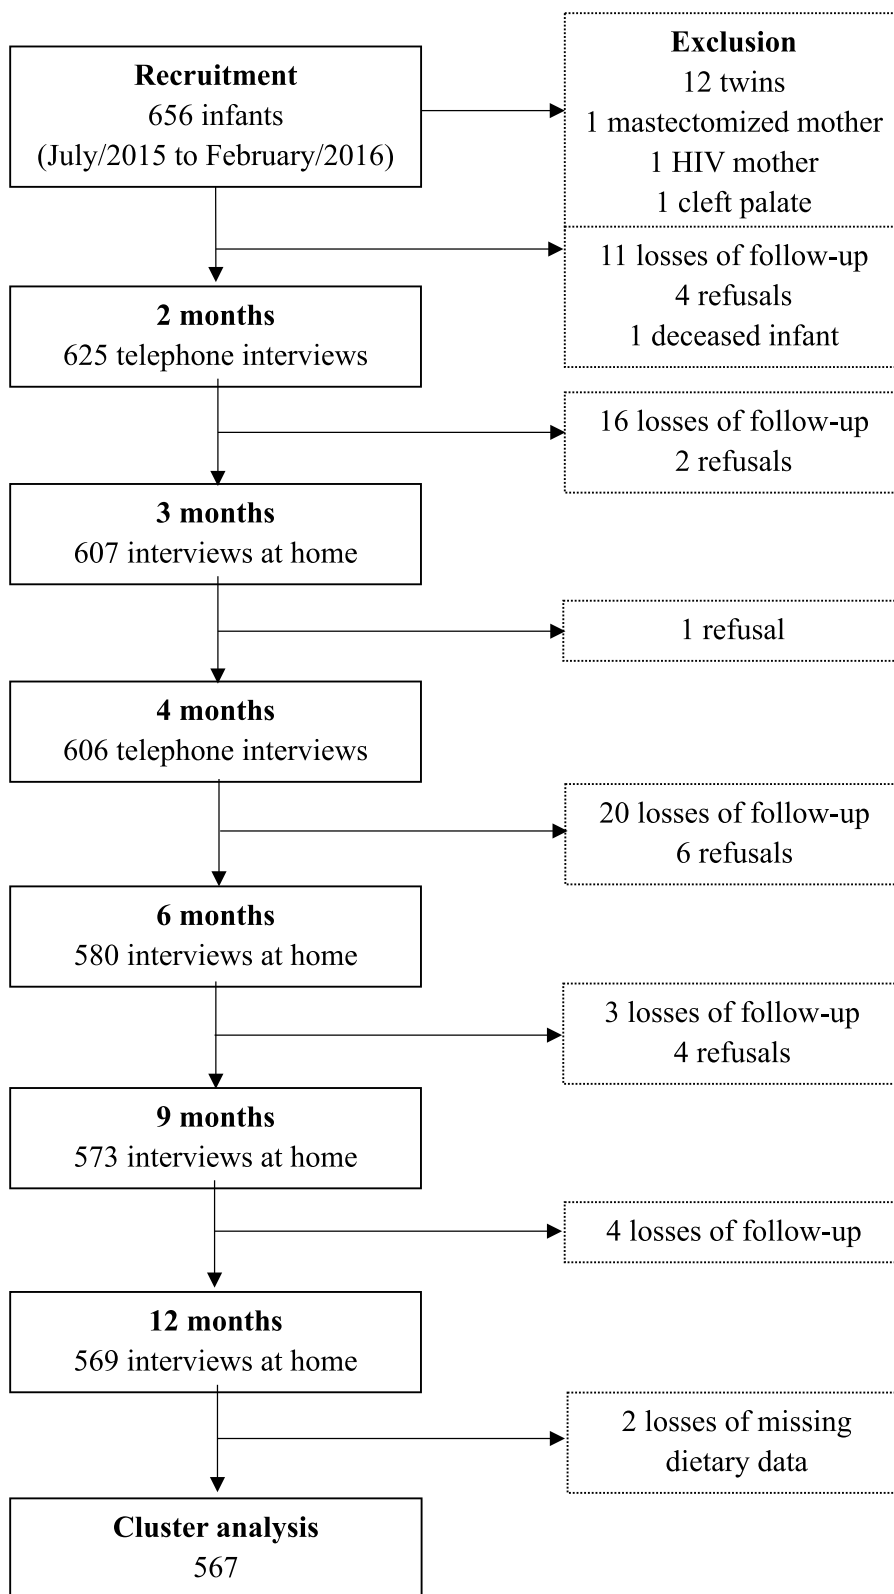 Recruitment
656 infants
(July/2015 to February/2016)
Exclusion
12 twins
1 mastectomized mother
1 HIV mother
1 cleft palate
11 losses of follow-up
4 refusals
1 deceased infant
2 months
625 telephone interviews
16 losses of follow-up
2 refusals
3 months
607 interviews at home
1 refusal
4 months
606 telephone interviews
20 losses of follow-up
6 refusals
6 months
580 interviews at home
3 losses of follow-up
4 refusals
9 months
573 interviews at home
4 losses of follow-up
12 months
569 interviews at home
2 losses of missing
dietary data
Cluster analysis
567